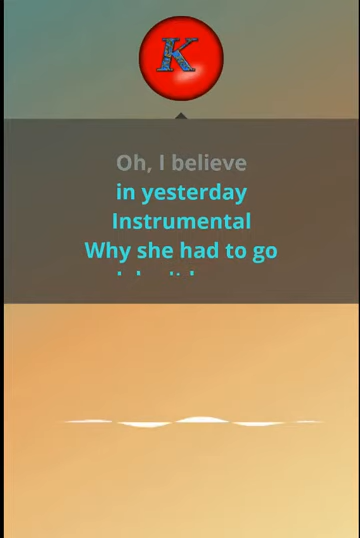 K
Oh, I believe
in yesterday
Instrumental
Why she had to go